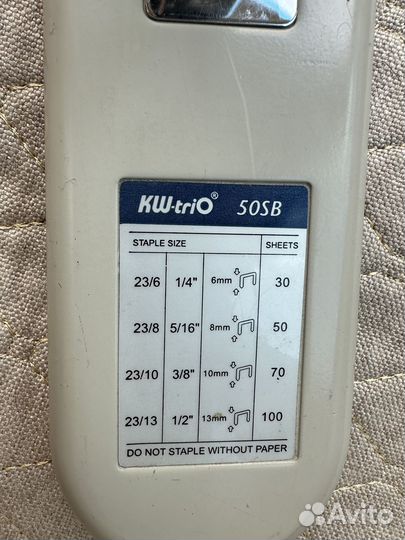 KW-triO® 50SB
STAPLE SIZE SHEETS
23/6 1/4" 6mm 30
23/8 5/16" 8mm 50
23/10 3/8" 10mm 70
23/13 1/2" 13mm 100
DO NOT STAPLE WITHOUT PAPER
Avito